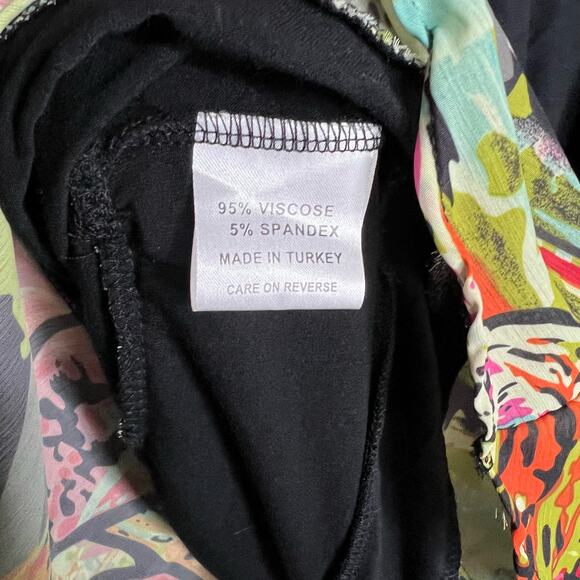 95% VISCOSE
5% SPANDEX
MADE IN TURKEY
CARE ON REVERSE